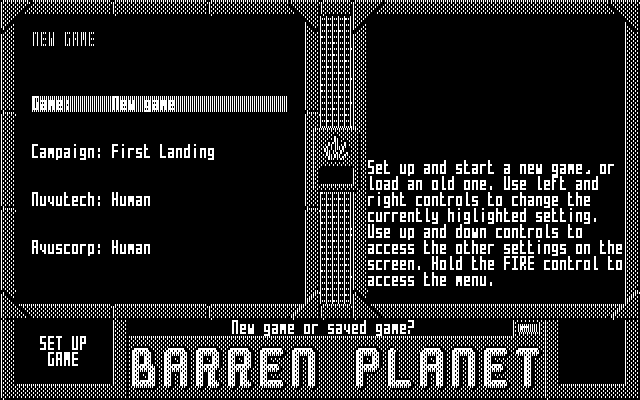 NEW GAME
Game: New game
Campaign: First Landing
Nuvutech: Human
Ryuscorp: Human
Set up and start a new game, or
load an old one. Use left and
right controls to change the
currently higlighted setting.
Use up and down controls to
access the other settings on the
screen. Hold the FIRE control to
access the menu.
New game or saved game?
SET UP
GAME
BARREN PLANET